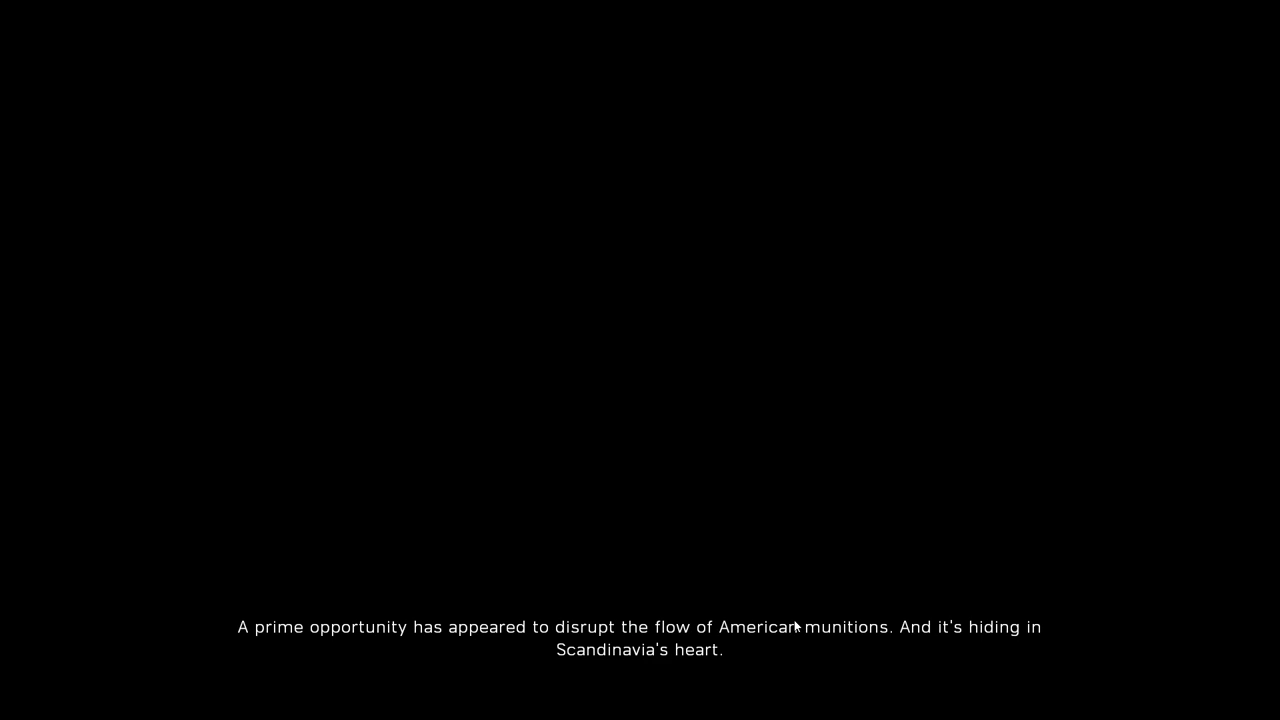 A prime opportunity has appeared to disrupt the flow of American munitions. And it's hiding in
Scandinavia's heart.